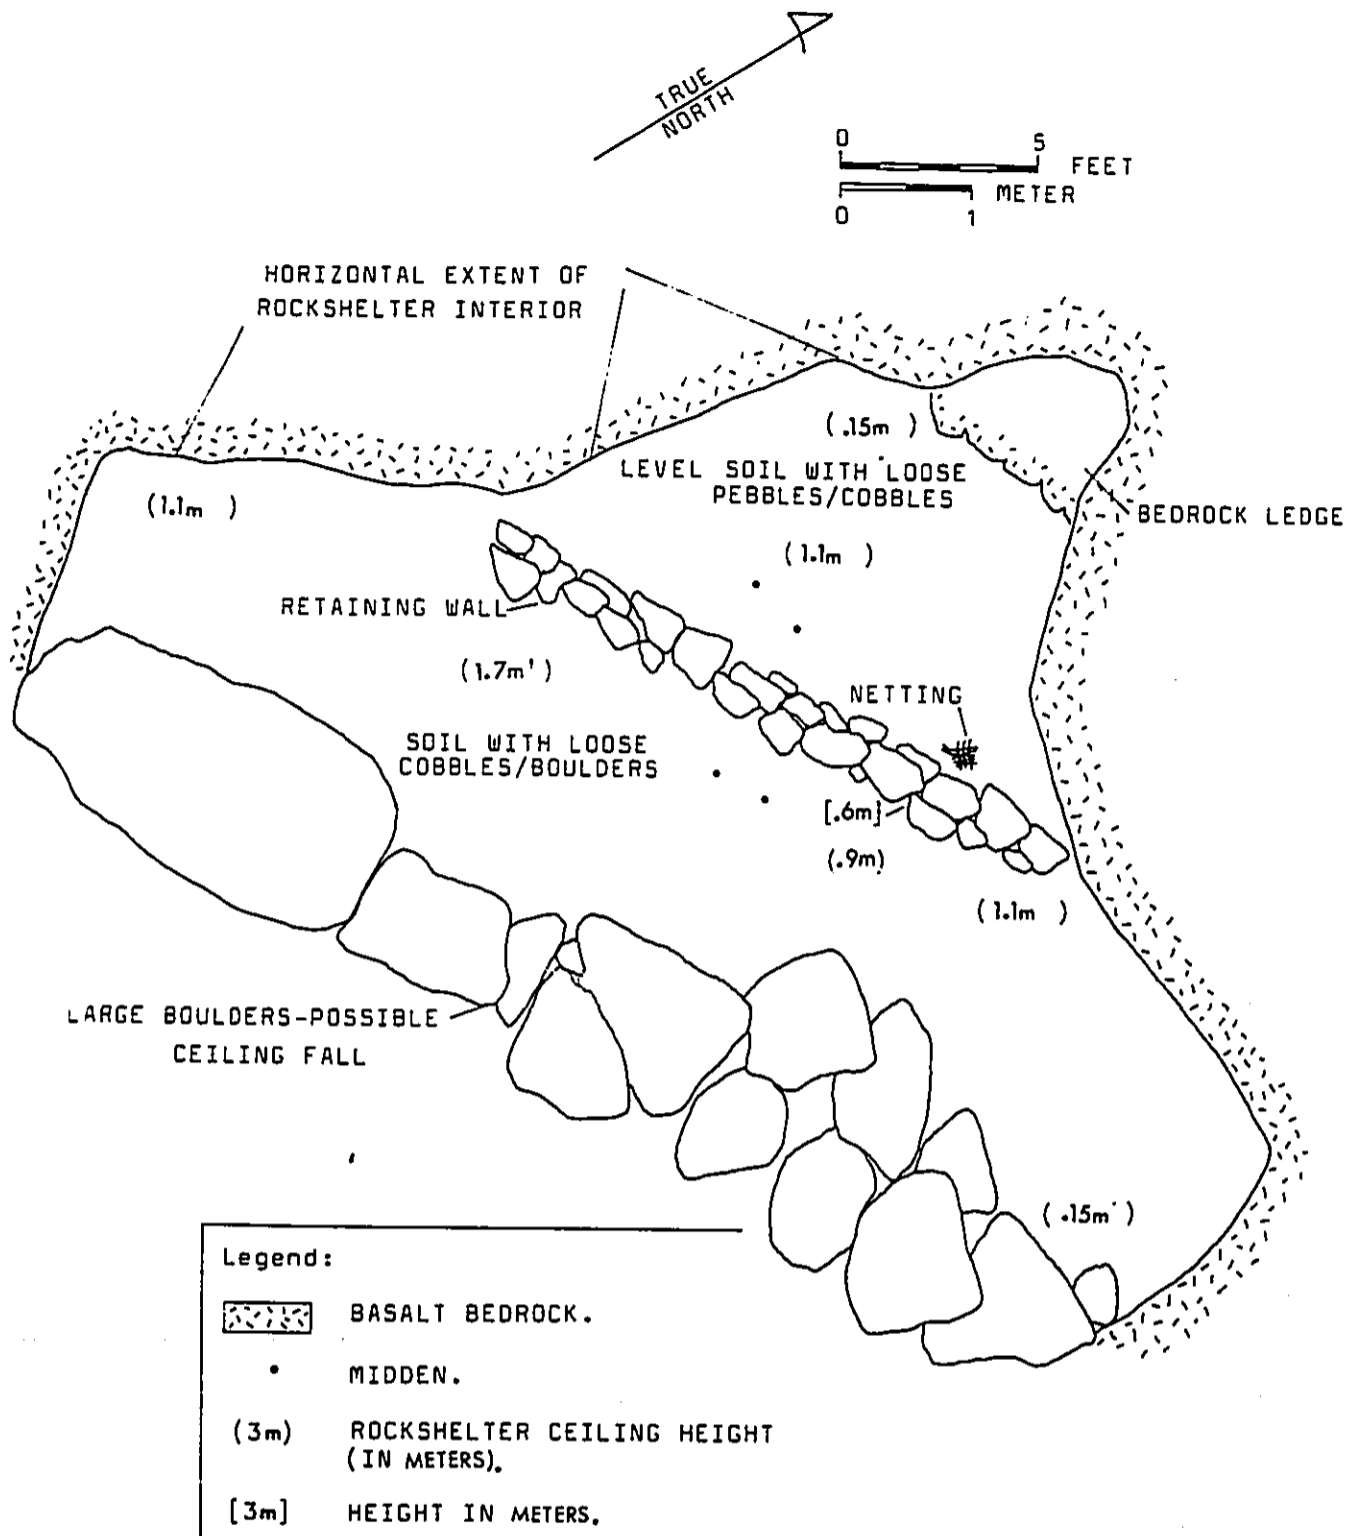 TRUE
NORTH
0 5
FEET
METER
0 1
HORIZONTAL EXTENT OF
ROCKSHELTER INTERIOR
(.15m )
LEVEL SOIL WITH LOOSE
PEBBLES/COBBLES
(1.1m )
BEDROCK LEDGE
(1.1m )
RETAINING WALL
(1.7m')
NETTING
SOIL WITH LOOSE
COBBLES/BOULDERS
[.6m]
(.9m)
(1.1m )
LARGE BOULDERS-POSSIBLE
CEILING FALL
(.15m )
Legend:
BASALT BEDROCK.
MIDDEN.
(3m) ROCKSHELTER CEILING HEIGHT
(IN METERS).
[3m] HEIGHT IN METERS.